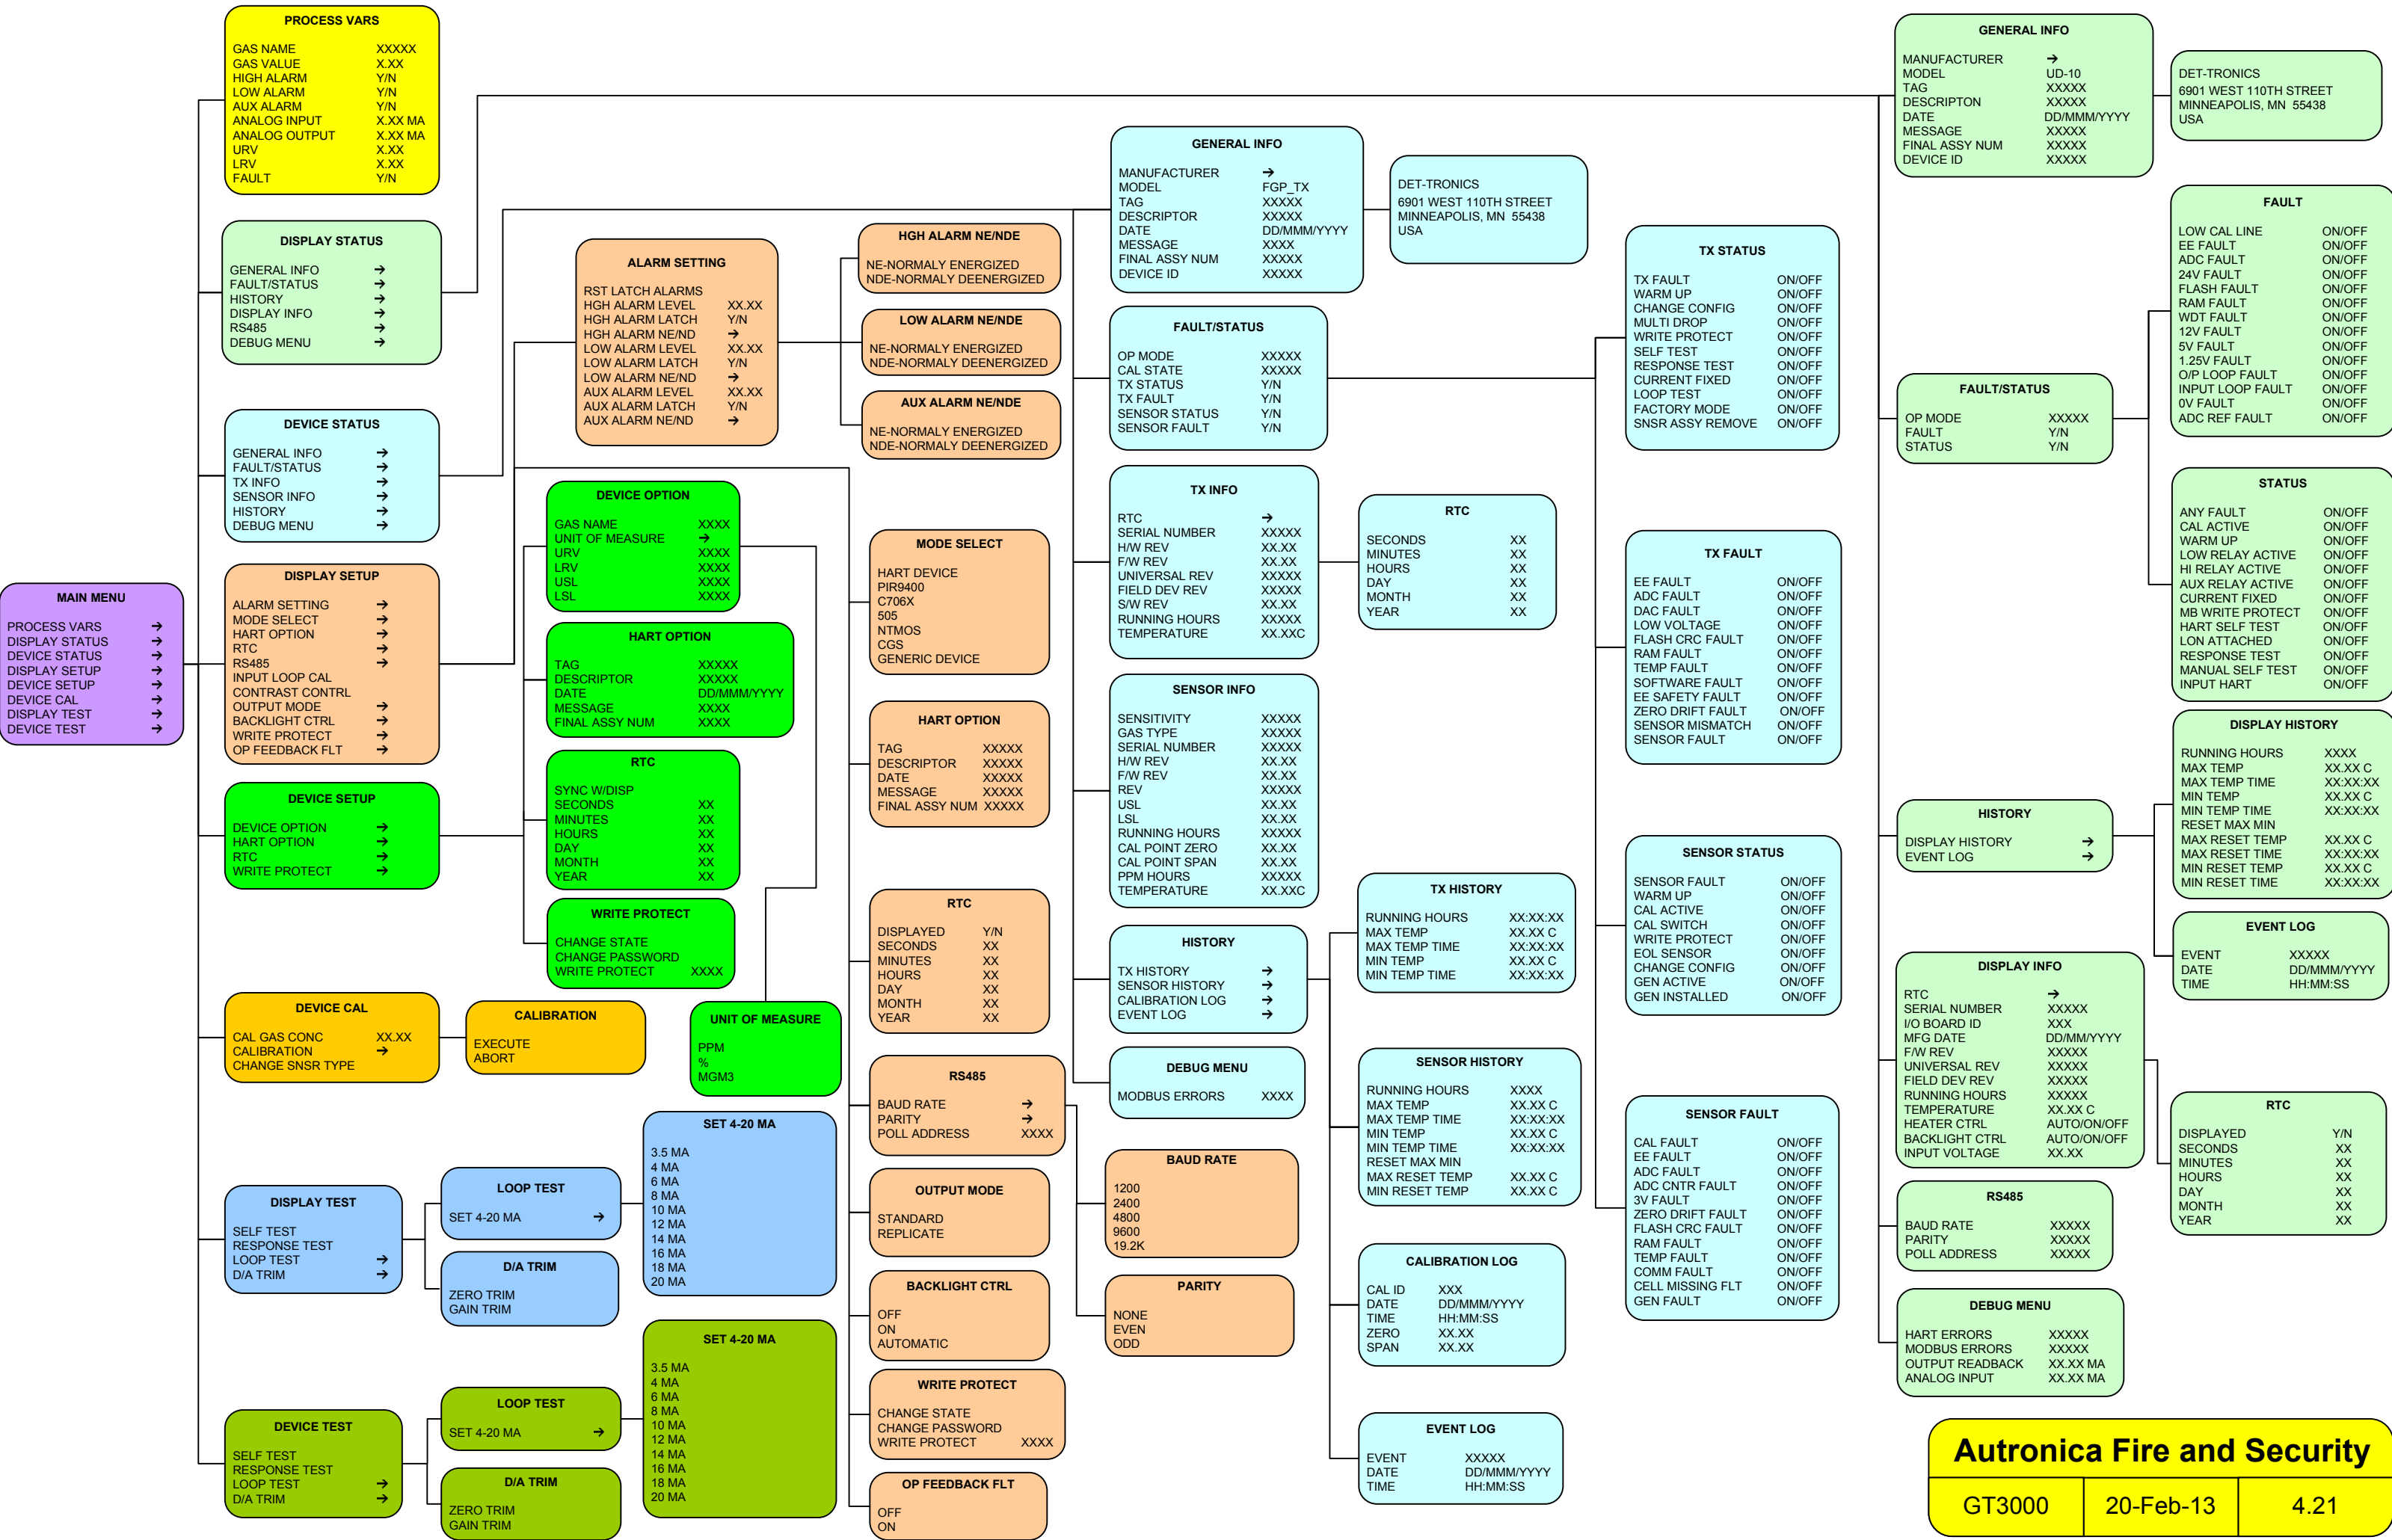 MAIN MENU
PROCESS VARS →
DISPLAY STATUS →
DEVICE STATUS →
DISPLAY SETUP →
DEVICE SETUP →
DEVICE CAL →
DISPLAY TEST →
DEVICE TEST →
PROCESS VARS
GAS NAME XXXXX
GAS VALUE X.XX
HIGH ALARM Y/N
LOW ALARM Y/N
AUX ALARM Y/N
ANALOG INPUT X.XX MA
ANALOG OUTPUT X.XX MA
URV X.XX
LRV X.XX
FAULT Y/N
DISPLAY STATUS
GENERAL INFO →
FAULT/STATUS →
HISTORY →
DISPLAY INFO →
RS485 →
DEBUG MENU →
DEVICE STATUS
GENERAL INFO →
FAULT/STATUS →
TX INFO →
SENSOR INFO →
HISTORY →
DEBUG MENU →
DISPLAY SETUP
ALARM SETTING →
MODE SELECT →
HART OPTION →
RTC →
RS485 →
INPUT LOOP CAL
CONTRAST CONTRL
OUTPUT MODE →
BACKLIGHT CTRL →
WRITE PROTECT →
OP FEEDBACK FLT →
DEVICE SETUP
DEVICE OPTION →
HART OPTION →
RTC →
WRITE PROTECT →
DEVICE CAL
CAL GAS CONC XX.XX
CALIBRATION →
CHANGE SNSR TYPE
CALIBRATION
EXECUTE
ABORT
DISPLAY TEST
SELF TEST
RESPONSE TEST
LOOP TEST →
D/A TRIM →
LOOP TEST
SET 4-20 MA →
D/A TRIM
ZERO TRIM
GAIN TRIM
SET 4-20 MA
3.5 MA
4 MA
6 MA
8 MA
10 MA
12 MA
14 MA
16 MA
18 MA
20 MA
DEVICE TEST
SELF TEST
RESPONSE TEST
LOOP TEST →
D/A TRIM →
LOOP TEST
SET 4-20 MA →
D/A TRIM
ZERO TRIM
GAIN TRIM
SET 4-20 MA
3.5 MA
4 MA
6 MA
8 MA
10 MA
12 MA
14 MA
16 MA
18 MA
20 MA
ALARM SETTING
RST LATCH ALARMS
HGH ALARM LEVEL XX.XX
HGH ALARM LATCH Y/N
HGH ALARM NE/ND →
LOW ALARM LEVEL XX.XX
LOW ALARM LATCH Y/N
LOW ALARM NE/ND →
AUX ALARM LEVEL XX.XX
AUX ALARM LATCH Y/N
AUX ALARM NE/ND →
HGH ALARM NE/NDE
NE-NORMALY ENERGIZED
NDE-NORMALY DEENERGIZED
LOW ALARM NE/NDE
NE-NORMALY ENERGIZED
NDE-NORMALY DEENERGIZED
AUX ALARM NE/NDE
NE-NORMALY ENERGIZED
NDE-NORMALY DEENERGIZED
DEVICE OPTION
GAS NAME XXXX
UNIT OF MEASURE →
URV XXXX
LRV XXXX
USL XXXX
LSL XXXX
HART OPTION
TAG XXXXX
DESCRIPTOR XXXXX
DATE DD/MMM/YYYY
MESSAGE XXXX
FINAL ASSY NUM XXXX
RTC
SYNC W/DISP
SECONDS XX
MINUTES XX
HOURS XX
DAY XX
MONTH XX
YEAR XX
WRITE PROTECT
CHANGE STATE
CHANGE PASSWORD
WRITE PROTECT XXXX
UNIT OF MEASURE
PPM
%
MGM3
MODE SELECT
HART DEVICE
PIR9400
C706X
505
NTMOS
CGS
GENERIC DEVICE
HART OPTION
TAG XXXXX
DESCRIPTOR XXXXX
DATE XXXXX
MESSAGE XXXXX
FINAL ASSY NUM XXXXX
RTC
DISPLAYED Y/N
SECONDS XX
MINUTES XX
HOURS XX
DAY XX
MONTH XX
YEAR XX
RS485
BAUD RATE →
PARITY →
POLL ADDRESS XXXX
OUTPUT MODE
STANDARD
REPLICATE
BACKLIGHT CTRL
OFF
ON
AUTOMATIC
WRITE PROTECT
CHANGE STATE
CHANGE PASSWORD
WRITE PROTECT XXXX
OP FEEDBACK FLT
OFF
ON
BAUD RATE
1200
2400
4800
9600
19.2K
PARITY
NONE
EVEN
ODD
GENERAL INFO
MANUFACTURER →
MODEL FGP_TX
TAG XXXXX
DESCRIPTOR XXXXX
DATE DD/MMM/YYYY
MESSAGE XXXX
FINAL ASSY NUM XXXXX
DEVICE ID XXXXX
DET-TRONICS
6901 WEST 110TH STREET
MINNEAPOLIS, MN 55438
USA
FAULT/STATUS
OP MODE XXXXX
CAL STATE XXXXX
TX STATUS Y/N
TX FAULT Y/N
SENSOR STATUS Y/N
SENSOR FAULT Y/N
TX INFO
RTC →
SERIAL NUMBER XXXXX
H/W REV XX.XX
F/W REV XX.XX
UNIVERSAL REV XXXXX
FIELD DEV REV XXXXX
S/W REV XX.XX
RUNNING HOURS XXXXX
TEMPERATURE XX.XXC
RTC
SECONDS XX
MINUTES XX
HOURS XX
DAY XX
MONTH XX
YEAR XX
SENSOR INFO
SENSITIVITY XXXXX
GAS TYPE XXXXX
SERIAL NUMBER XXXXX
H/W REV XX.XX
F/W REV XX.XX
REV XXXXX
USL XX.XX
LSL XX.XX
RUNNING HOURS XXXXX
CAL POINT ZERO XX.XX
CAL POINT SPAN XX.XX
PPM HOURS XXXXX
TEMPERATURE XX.XXC
HISTORY
TX HISTORY →
SENSOR HISTORY →
CALIBRATION LOG →
EVENT LOG →
DEBUG MENU
MODBUS ERRORS XXXX
TX HISTORY
RUNNING HOURS XX:XX:XX
MAX TEMP XX.XX C
MAX TEMP TIME XX:XX:XX
MIN TEMP XX.XX C
MIN TEMP TIME XX:XX:XX
SENSOR HISTORY
RUNNING HOURS XXXX
MAX TEMP XX.XX C
MAX TEMP TIME XX:XX:XX
MIN TEMP XX.XX C
MIN TEMP TIME XX:XX:XX
RESET MAX MIN
MAX RESET TEMP XX.XX C
MIN RESET TEMP XX.XX C
CALIBRATION LOG
CAL ID XXX
DATE DD/MMM/YYYY
TIME HH:MM:SS
ZERO XX.XX
SPAN XX.XX
EVENT LOG
EVENT XXXXX
DATE DD/MMM/YYYY
TIME HH:MM:SS
TX STATUS
TX FAULT ON/OFF
WARM UP ON/OFF
CHANGE CONFIG ON/OFF
MULTI DROP ON/OFF
WRITE PROTECT ON/OFF
SELF TEST ON/OFF
RESPONSE TEST ON/OFF
CURRENT FIXED ON/OFF
LOOP TEST ON/OFF
FACTORY MODE ON/OFF
SNSR ASSY REMOVE ON/OFF
TX FAULT
EE FAULT ON/OFF
ADC FAULT ON/OFF
DAC FAULT ON/OFF
LOW VOLTAGE ON/OFF
FLASH CRC FAULT ON/OFF
RAM FAULT ON/OFF
TEMP FAULT ON/OFF
SOFTWARE FAULT ON/OFF
EE SAFETY FAULT ON/OFF
ZERO DRIFT FAULT ON/OFF
SENSOR MISMATCH ON/OFF
SENSOR FAULT ON/OFF
SENSOR STATUS
SENSOR FAULT ON/OFF
WARM UP ON/OFF
CAL ACTIVE ON/OFF
CAL SWITCH ON/OFF
WRITE PROTECT ON/OFF
EOL SENSOR ON/OFF
CHANGE CONFIG ON/OFF
GEN ACTIVE ON/OFF
GEN INSTALLED ON/OFF
SENSOR FAULT
CAL FAULT ON/OFF
EE FAULT ON/OFF
ADC FAULT ON/OFF
ADC CNTR FAULT ON/OFF
3V FAULT ON/OFF
ZERO DRIFT FAULT ON/OFF
FLASH CRC FAULT ON/OFF
RAM FAULT ON/OFF
TEMP FAULT ON/OFF
COMM FAULT ON/OFF
CELL MISSING FLT ON/OFF
GEN FAULT ON/OFF
GENERAL INFO
MANUFACTURER →
MODEL UD-10
TAG XXXXX
DESCRIPTON XXXXX
DATE DD/MMM/YYYY
MESSAGE XXXXX
FINAL ASSY NUM XXXXX
DEVICE ID XXXXX
DET-TRONICS
6901 WEST 110TH STREET
MINNEAPOLIS, MN 55438
USA
FAULT/STATUS
OP MODE XXXXX
FAULT Y/N
STATUS Y/N
FAULT
LOW CAL LINE ON/OFF
EE FAULT ON/OFF
ADC FAULT ON/OFF
24V FAULT ON/OFF
FLASH FAULT ON/OFF
RAM FAULT ON/OFF
WDT FAULT ON/OFF
12V FAULT ON/OFF
5V FAULT ON/OFF
1.25V FAULT ON/OFF
O/P LOOP FAULT ON/OFF
INPUT LOOP FAULT ON/OFF
0V FAULT ON/OFF
ADC REF FAULT ON/OFF
STATUS
ANY FAULT ON/OFF
CAL ACTIVE ON/OFF
WARM UP ON/OFF
LOW RELAY ACTIVE ON/OFF
HI RELAY ACTIVE ON/OFF
AUX RELAY ACTIVE ON/OFF
CURRENT FIXED ON/OFF
MB WRITE PROTECT ON/OFF
HART SELF TEST ON/OFF
LON ATTACHED ON/OFF
RESPONSE TEST ON/OFF
MANUAL SELF TEST ON/OFF
INPUT HART ON/OFF
HISTORY
DISPLAY HISTORY →
EVENT LOG →
DISPLAY HISTORY
RUNNING HOURS XXXX
MAX TEMP XX.XX C
MAX TEMP TIME XX:XX:XX
MIN TEMP XX.XX C
MIN TEMP TIME XX:XX:XX
RESET MAX MIN
MAX RESET TEMP XX.XX C
MAX RESET TIME XX:XX:XX
MIN RESET TEMP XX.XX C
MIN RESET TIME XX:XX:XX
EVENT LOG
EVENT XXXXX
DATE DD/MMM/YYYY
TIME HH:MM:SS
DISPLAY INFO
RTC →
SERIAL NUMBER XXXXX
I/O BOARD ID XXX
MFG DATE DD/MM/YYYY
F/W REV XXXXX
UNIVERSAL REV XXXXX
FIELD DEV REV XXXXX
RUNNING HOURS XXXXX
TEMPERATURE XX.XX C
HEATER CTRL AUTO/ON/OFF
BACKLIGHT CTRL AUTO/ON/OFF
INPUT VOLTAGE XX.XX
RTC
DISPLAYED Y/N
SECONDS XX
MINUTES XX
HOURS XX
DAY XX
MONTH XX
YEAR XX
RS485
BAUD RATE XXXXX
PARITY XXXXX
POLL ADDRESS XXXXX
DEBUG MENU
HART ERRORS XXXXX
MODBUS ERRORS XXXXX
OUTPUT READBACK XX.XX MA
ANALOG INPUT XX.XX MA
Autronica Fire and Security
GT3000 20-Feb-13 4.21